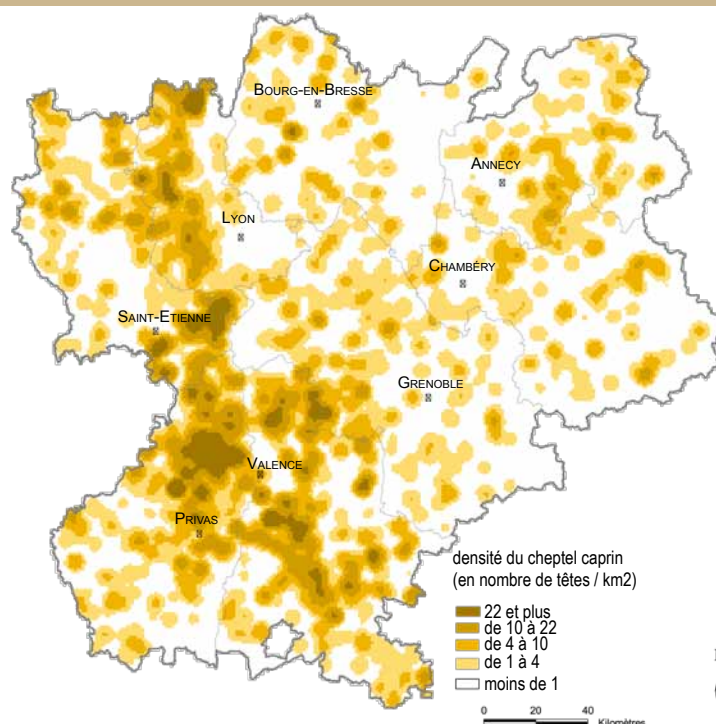 BOURG-EN-BRESSE
ANNECY
LYON
CHAMBÉRY
SAINT-ETIENNE
GRENOBLE
VALENCE
PRIVAS
densité du cheptel caprin
(en nombre de têtes / km2)
22 et plus
de 10 à 22
de 4 à 10
de 1 à 4
moins de 1
0 20 40
Kilomètres